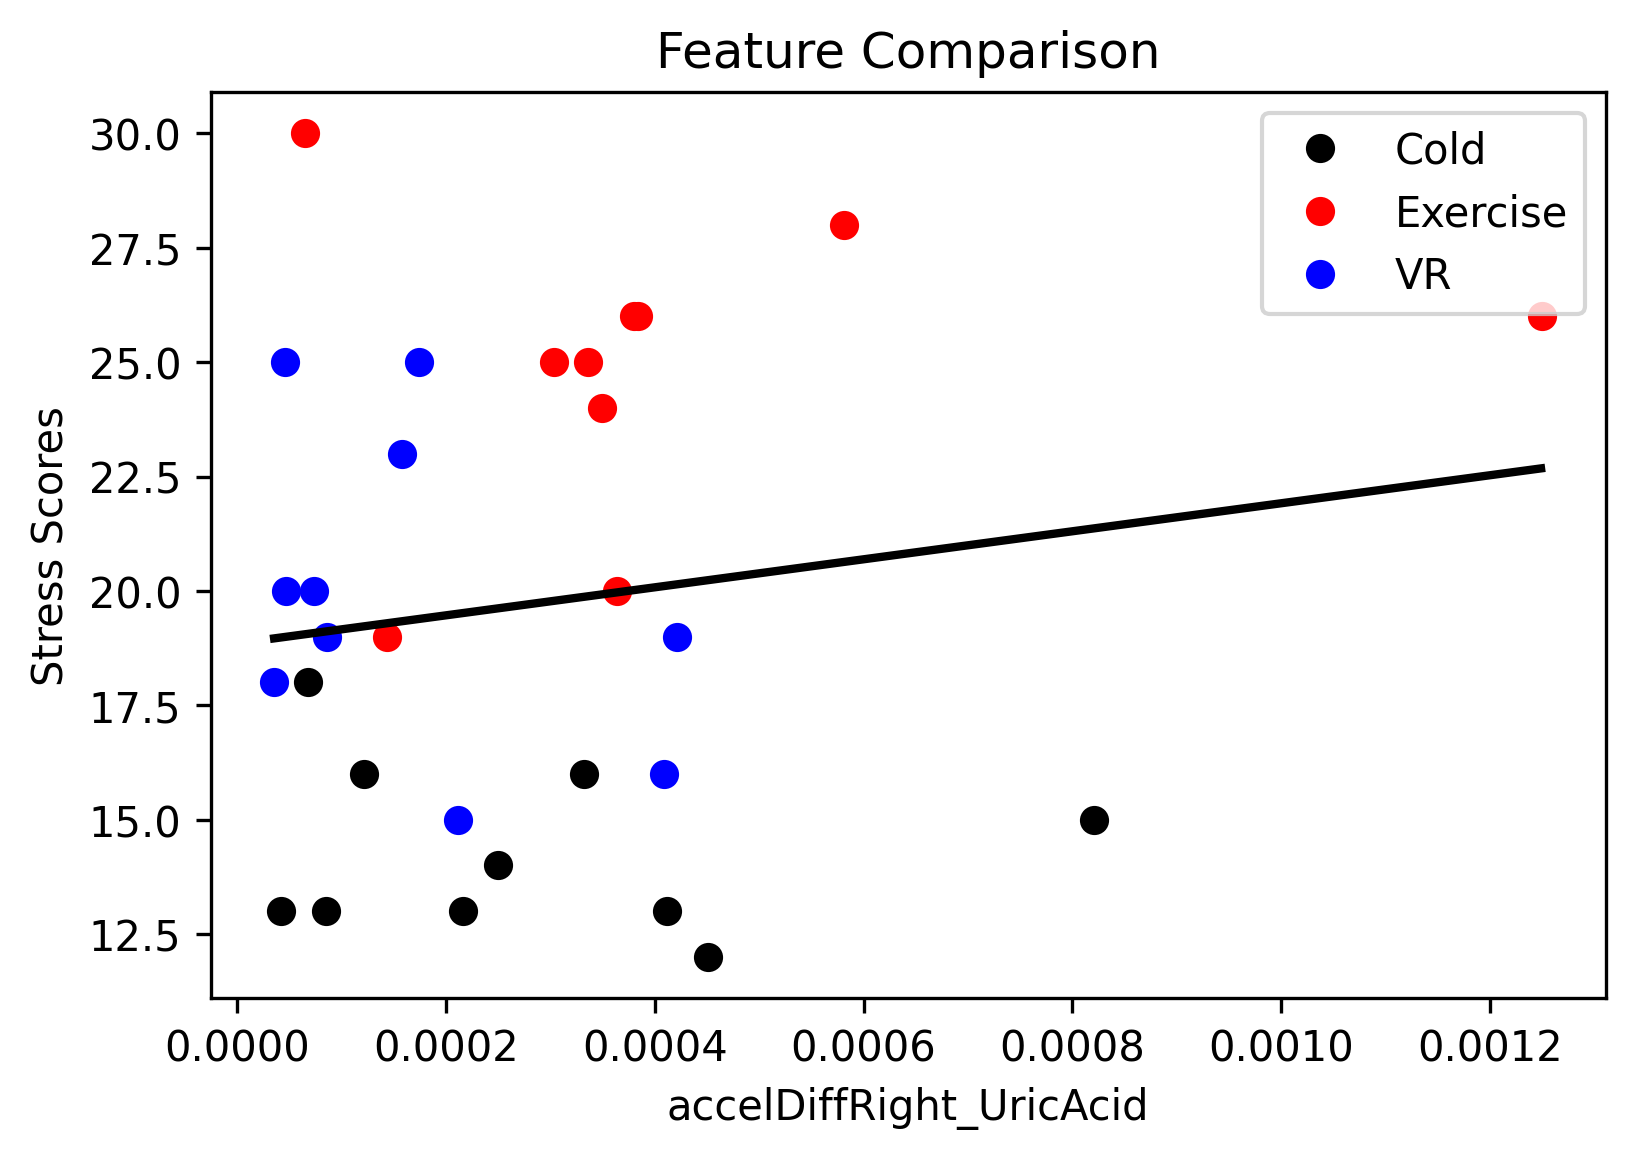 Feature Comparison
30.0
27.5
25.0
22.5
20.0
17.5
15.0
12.5
Stress Scores
Cold
Exercise
VR
0.0000 0.0002 0.0004 0.0006 0.0008 0.0010 0.0012
accelDiffRight_UricAcid